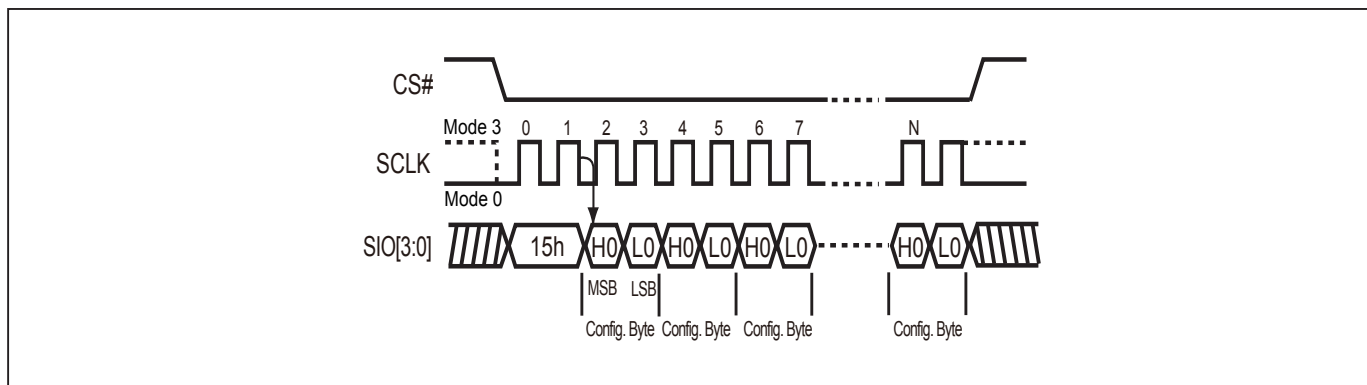 CS#
Mode 3 0 1 2 3 4 5 6 7 N
SCLK
Mode 0
SIO[3:0] 15h H0 L0 H0 L0 H0 L0 H0 L0
MSB LSB
Config. Byte Config. Byte Config. Byte Config. Byte